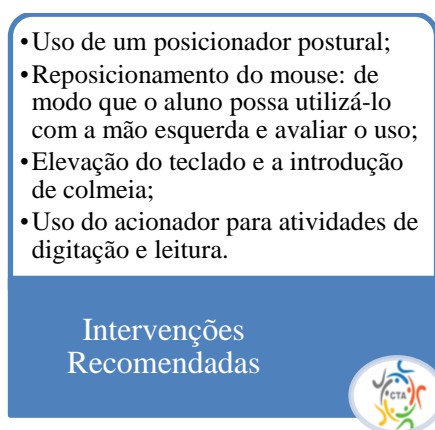 •Uso de um posicionador postural;
•Reposicionamento do mouse: de
modo que o aluno possa utilizá-lo
com a mão esquerda e avaliar o uso;
•Elevação do teclado e a introdução
de colmeia;
•Uso do acionador para atividades de
digitação e leitura.
Intervenções
Recomendadas
CTA